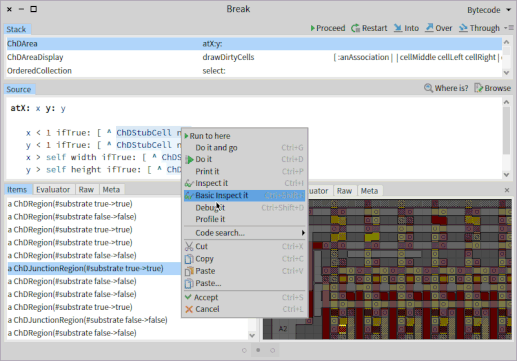 Break
Bytecode
Stack
Proceed Restart Into Over Through
ChDArea atX:y:
ChDAreaDisplay drawDirtyCells [ :anAssociation | | cellMiddle cellLeft cellRight | c
OrderedCollection select:
Source
Where is? Browse
atX: x y: y
x < 1 ifTrue: [ ^ ChDStubCell n
y < 1 ifTrue: [ ^ ChDStubCell
x > self width ifTrue: [ ^ ChDS
y > self height ifTrue: [ ^ Ch
Run to here
Do it and go Ctrl+G
Do it Ctrl+D
Print it Ctrl+P
Inspect it Ctrl+I
Basic Inspect it
Debug it Ctrl+Shift+D
Profile it
Code search...
Cut Ctrl+X
Copy Ctrl+C
Paste Ctrl+V
Paste...
Accept Ctrl+S
Cancel Ctrl+L
Items Evaluator Raw Meta
uator Raw Meta
a ChDRegion(#substrate true->true)
a ChDRegion(#substrate false->false)
a ChDRegion(#substrate true->true)
a ChDRegion(#substrate false->false)
a ChDRegion(#substrate true->true)
a ChDJunctionRegion(#substrate true->true)
a ChDRegion(#substrate false->false)
a ChDRegion(#substrate true->true)
a ChDRegion(#substrate false->false)
a ChDJunctionRegion(#substrate false->false)
a ChDRegion(#substrate false->false)
A2